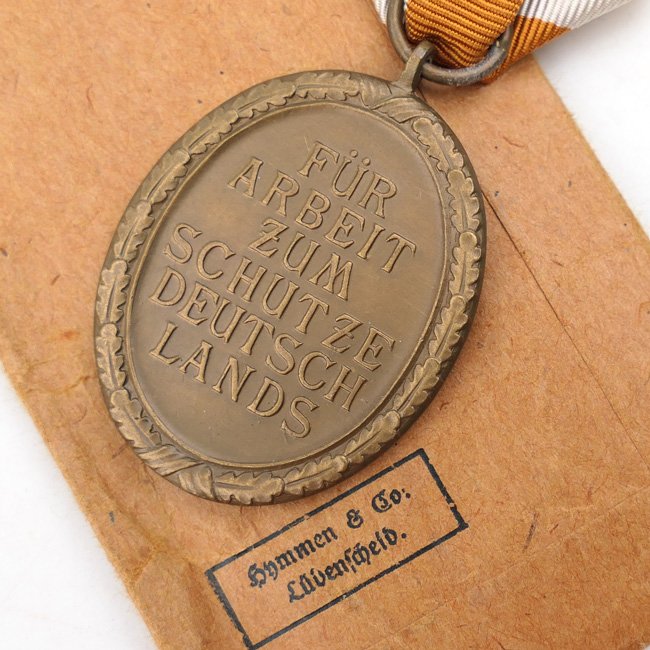 FÜR
ARBEIT
ZUM
SCHUTZE
DEUTSCH
LANDS
Hymmen & Co:
Lüdenscheid.